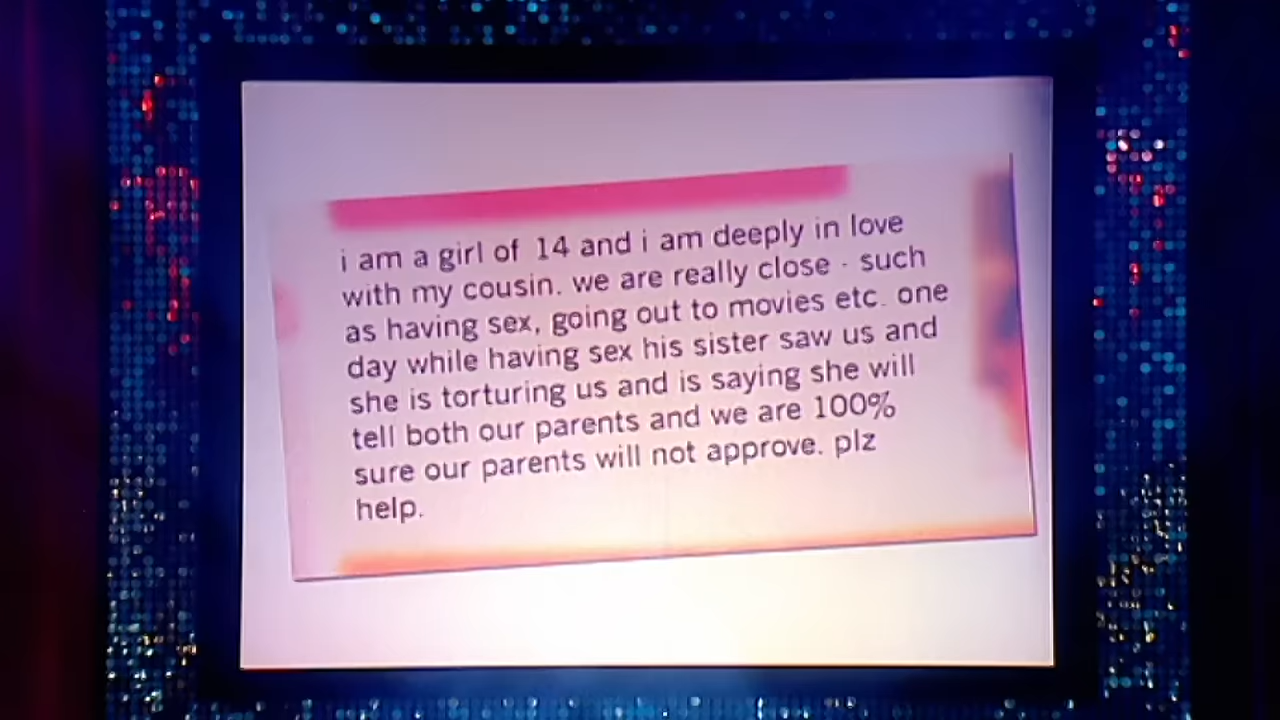 i am a girl of 14 and i am deeply in love
with my cousin. we are really close - such
as having sex, going out to movies etc. one
day while having sex his sister saw us and
she is torturing us and is saying she will
tell both our parents and we are 100%
sure our parents will not approve. plz
help.